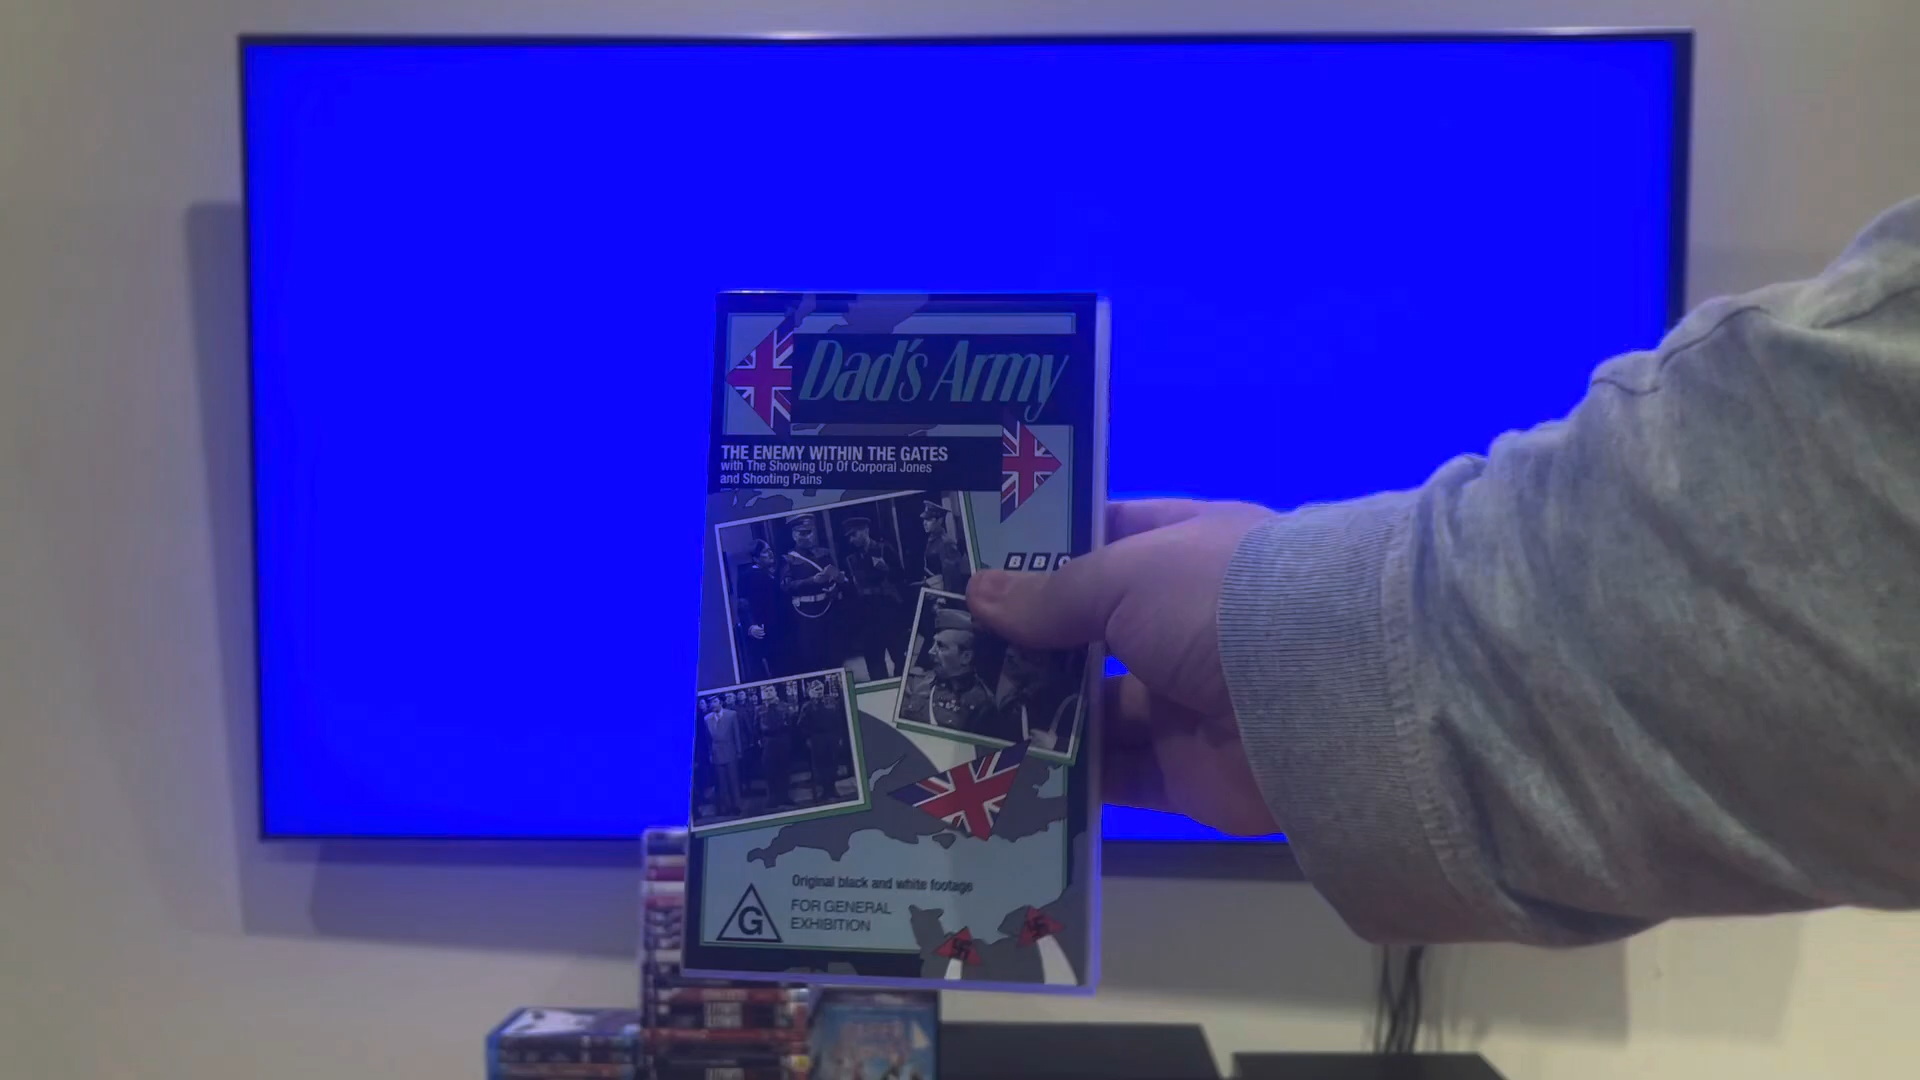 Dad's Army
THE ENEMY WITHIN THE GATES
with The Showing Up Of Corporal Jones
and Shooting Pains
BBC
Original black and white footage
G
FOR GENERAL
EXHIBITION